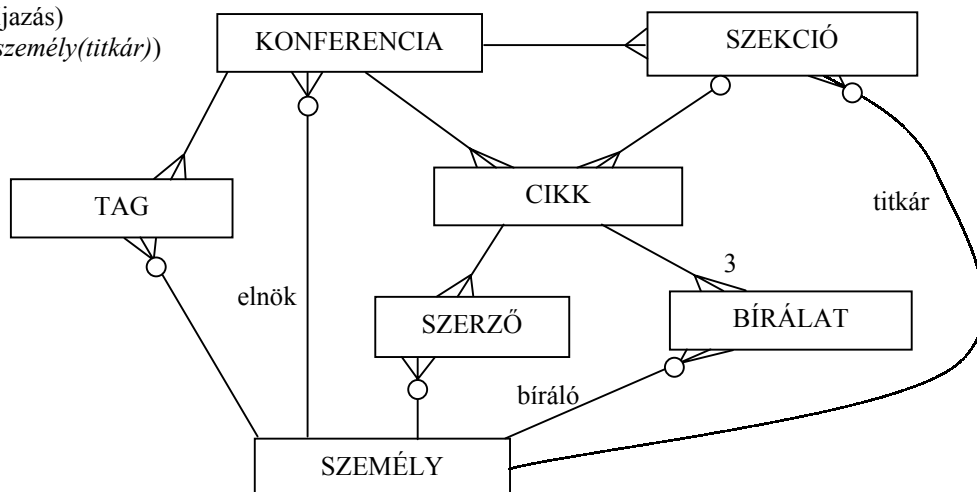 jazás)
személy(titkár))
KONFERENCIA
SZEKCIÓ
TAG
CIKK
titkár
elnök
3
SZERZŐ
BÍRÁLAT
bíráló
SZEMÉLY